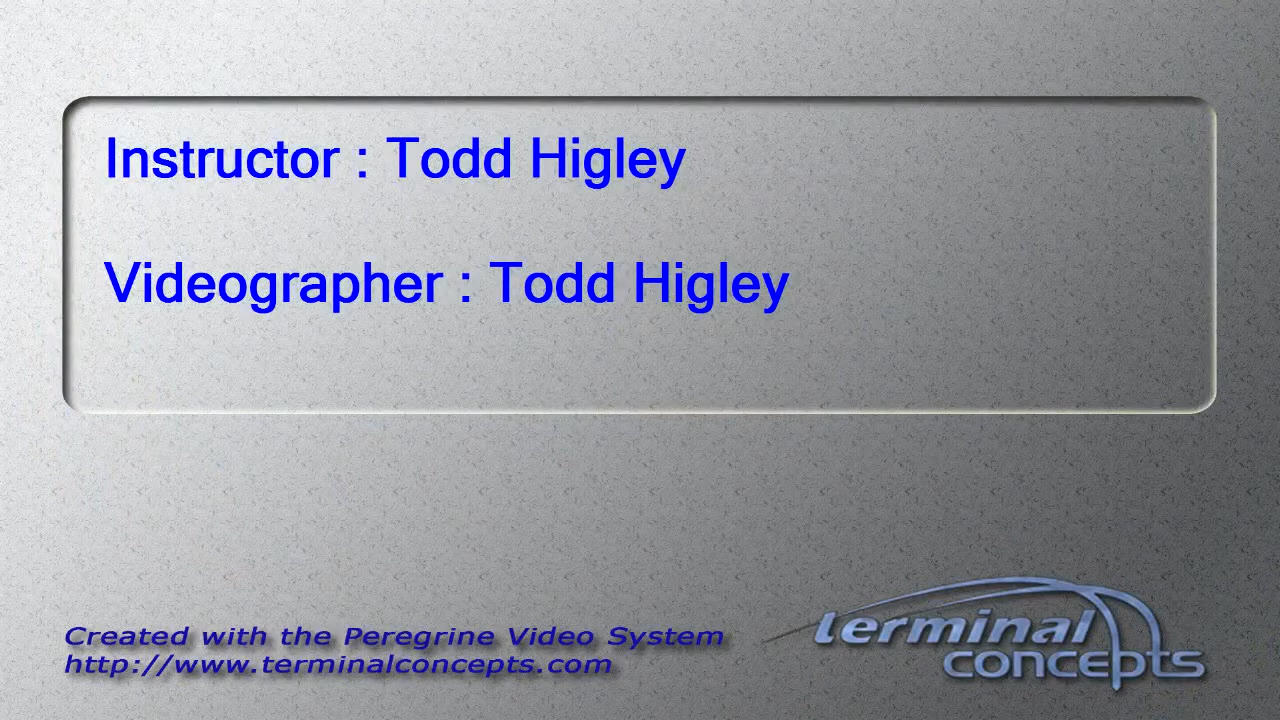 Instructor : Todd Higley
Videographer : Todd Higley
Created with the Peregrine Video System
http://www.terminalconcepts.com
terminal
concepts